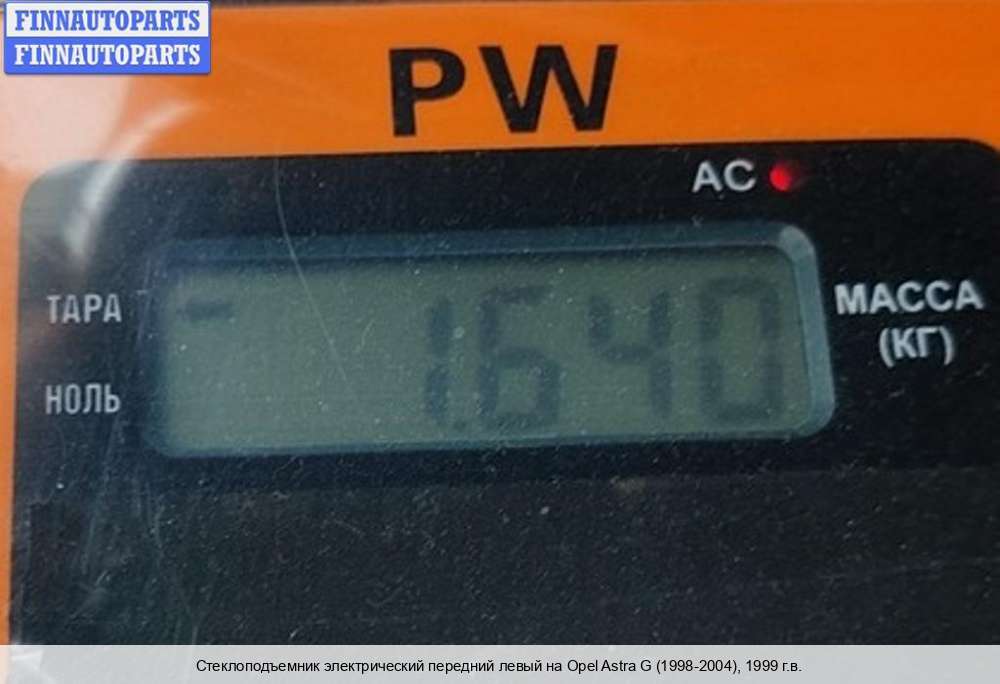 FINNAUTOPARTS
FINNAUTOPARTS
PW
AC
ТАРА
1.640
МАССА
(КГ)
НОЛЬ
Стеклоподъемник электрический передний левый на Opel Astra G (1998-2004), 1999 г.в.